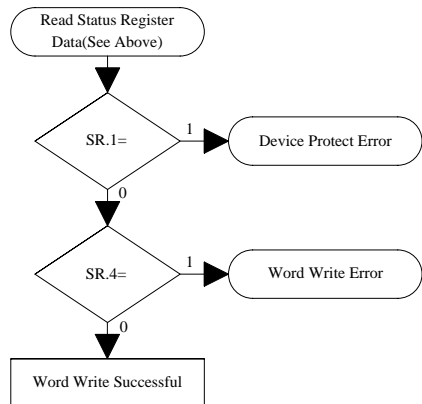 Read Status Register
Data(See Above)
SR.1=
1
Device Protect Error
0
SR.4=
1
Word Write Error
0
Word Write Successful